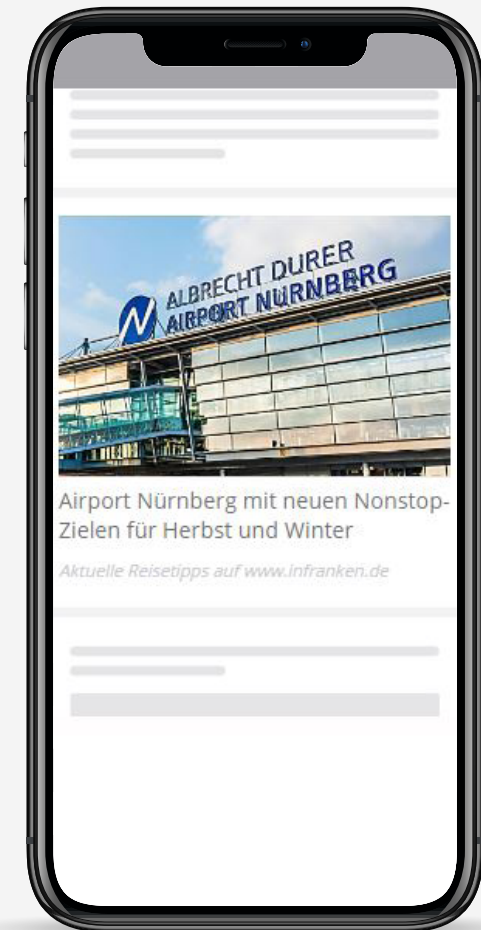 ALBRECHT DURER
AIRPORT NURNBERG
Airport Nürnberg mit neuen Nonstop-
Zielen für Herbst und Winter
Aktuelle Reisetipps auf www.infranken.de